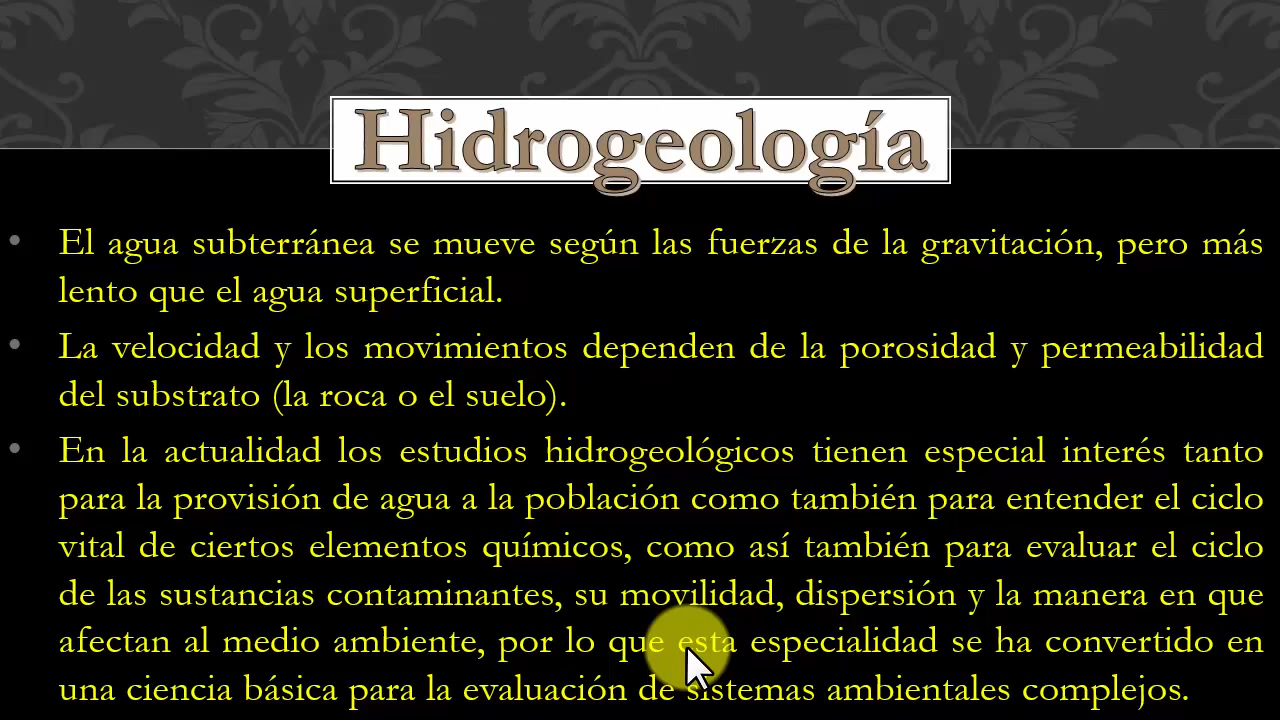 Hidrogeología
• El agua subterránea se mueve según las fuerzas de la gravitación, pero más
lento que el agua superficial.
• La velocidad y los movimientos dependen de la porosidad y permeabilidad
del substrato (la roca o el suelo).
• En la actualidad los estudios hidrogeológicos tienen especial interés tanto
para la provisión de agua a la población como también para entender el ciclo
vital de ciertos elementos químicos, como así también para evaluar el ciclo
de las sustancias contaminantes, su movilidad, dispersión y la manera en que
afectan al medio ambiente, por lo que esta especialidad se ha convertido en
una ciencia básica para la evaluación de sistemas ambientales complejos.